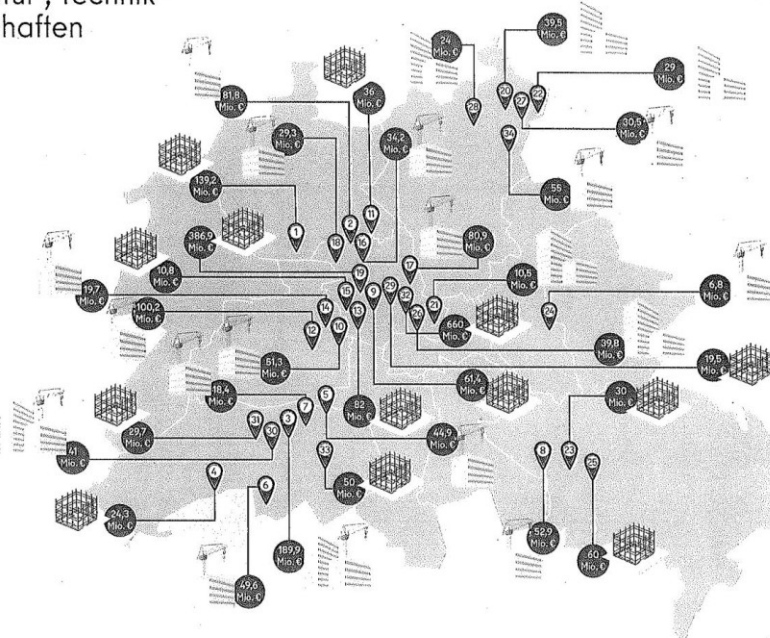 haften
24
Mio. €
39,5
Mio. €
29
Mio. €
81,8
Mio. €
36
Mio. €
29,3
Mio. €
34,2
Mio. €
30,5
Mio. €
139,2
Mio. €
55
Mio. €
386,9
Mio. €
80,9
Mio. €
10,8
Mio. €
10,5
Mio. €
6,8
Mio. €
19,7
Mio. €
100,2
Mio. €
660
Mio. €
39,8
Mio. €
51,3
Mio. €
61,4
Mio. €
19,5
Mio. €
18,4
Mio. €
82
Mio. €
30
Mio. €
29,7
Mio. €
44,9
Mio. €
41
Mio. €
50
Mio. €
24,3
Mio. €
52,9
Mio. €
60
Mio. €
189,9
Mio. €
49,6
Mio. €
28
20
27
22
34
1
18
2
11
16
17
19
15
9
29
32
26
21
24
14
13
12
10
5
7
3
30
31
33
4
6
8
23
25